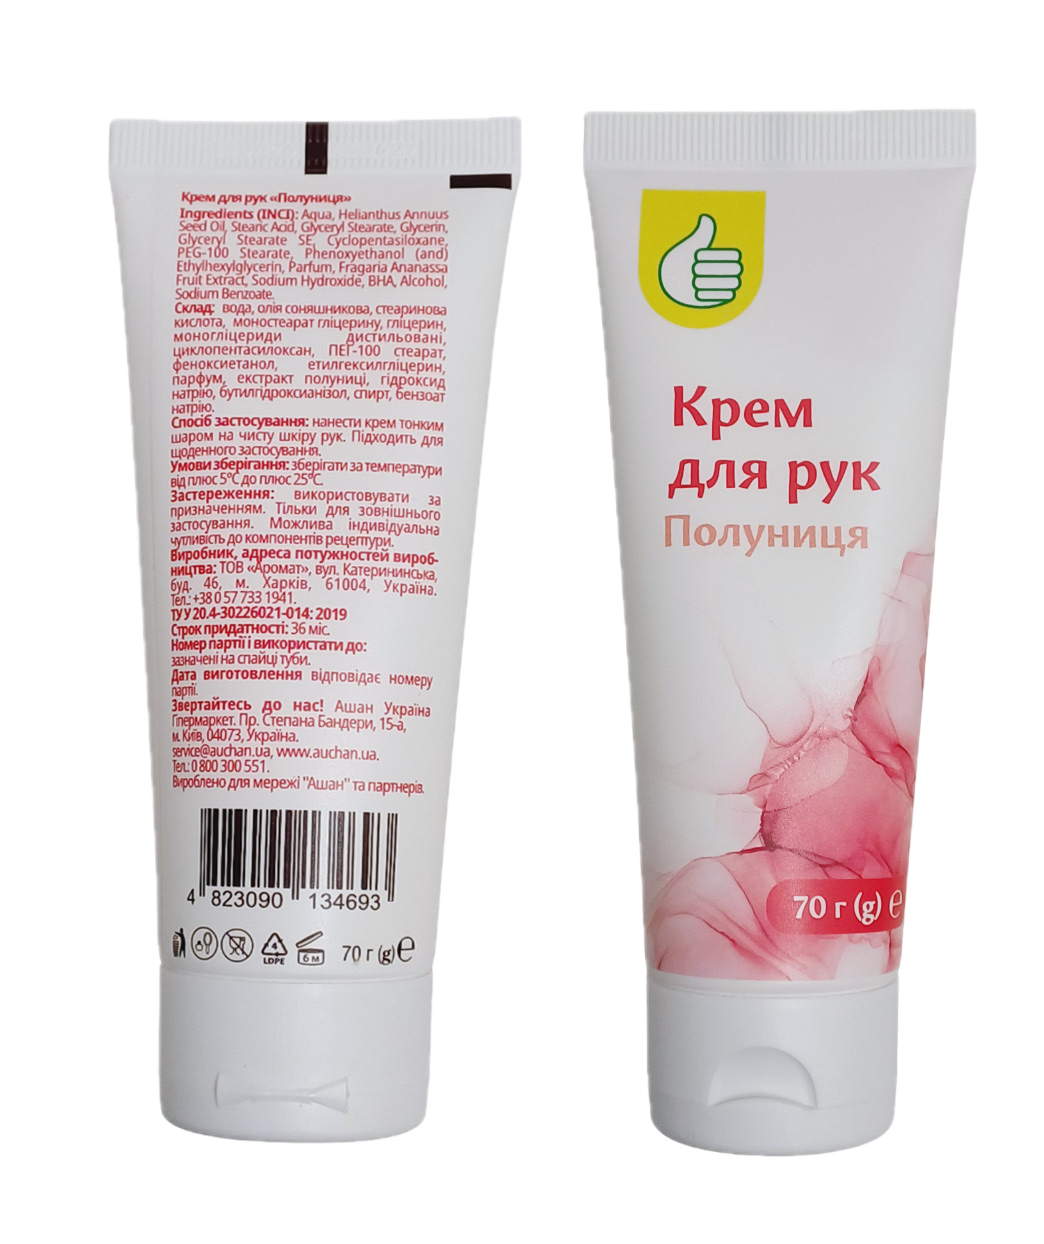 Крем для рук «Полуниця»
Ingredients (INCI): Aqua, Helianthus Annuus
Seed Oil, Stearic Acid, Glyceryl Stearate, Glycerin,
Glyceryl Stearate SE, Cyclopentasiloxane,
PEG-100 Stearate, Phenoxyethanol (and)
Ethylhexylglycerin, Parfum, Fragaria Ananassa
Fruit Extract, Sodium Hydroxide, BHA, Alcohol,
Sodium Benzoate.
Склад: вода, олія соняшникова, стеаринова
кислота, моностеарат гліцерину, гліцерин,
моногліцериди дистильовані,
циклопентасилоксан, ПЕГ-100 стеарат,
феноксиетанол, етилгексилгліцерин,
парфум, екстракт полуниці, гідроксид
натрію, бутилгідроксианізол, спирт, бензоат
натрію.
Спосіб застосування: нанести крем тонким
шаром на чисту шкіру рук. Підходить для
щоденного застосування.
Умови зберігання: зберігати за температури
від плюс 5°С до плюс 25°С.
Застереження: використовувати за
призначенням. Тільки для зовнішнього
застосування. Можлива індивідуальна
чутливість до компонентів рецептури.
Виробник, адреса потужностей вироб-
ництва: ТОВ «Аромат», вул. Катерининська,
буд. 46, м. Харків, 61004, Україна.
Тел.: +38 0 57 733 1941.
ТУ У 20.4-30226021-014: 2019
Строк придатності: 36 міс.
Номер партії і використати до:
зазначені на спайці туби.
Дата виготовлення відповідає номеру
партії.
Звертайтесь до нас! Ашан Україна
Гіпермаркет. Пр. Степана Бандери, 15-а,
м. Київ, 04073, Україна.
service@auchan.ua, www.auchan.ua.
Тел.: 0 800 300 551.
Вироблено для мережі "Ашан" та партнерів.
4 823090 134693
4
LDPE
6 м
70 г (g) e
Крем
для рук
Полуниця
70 г (g) e